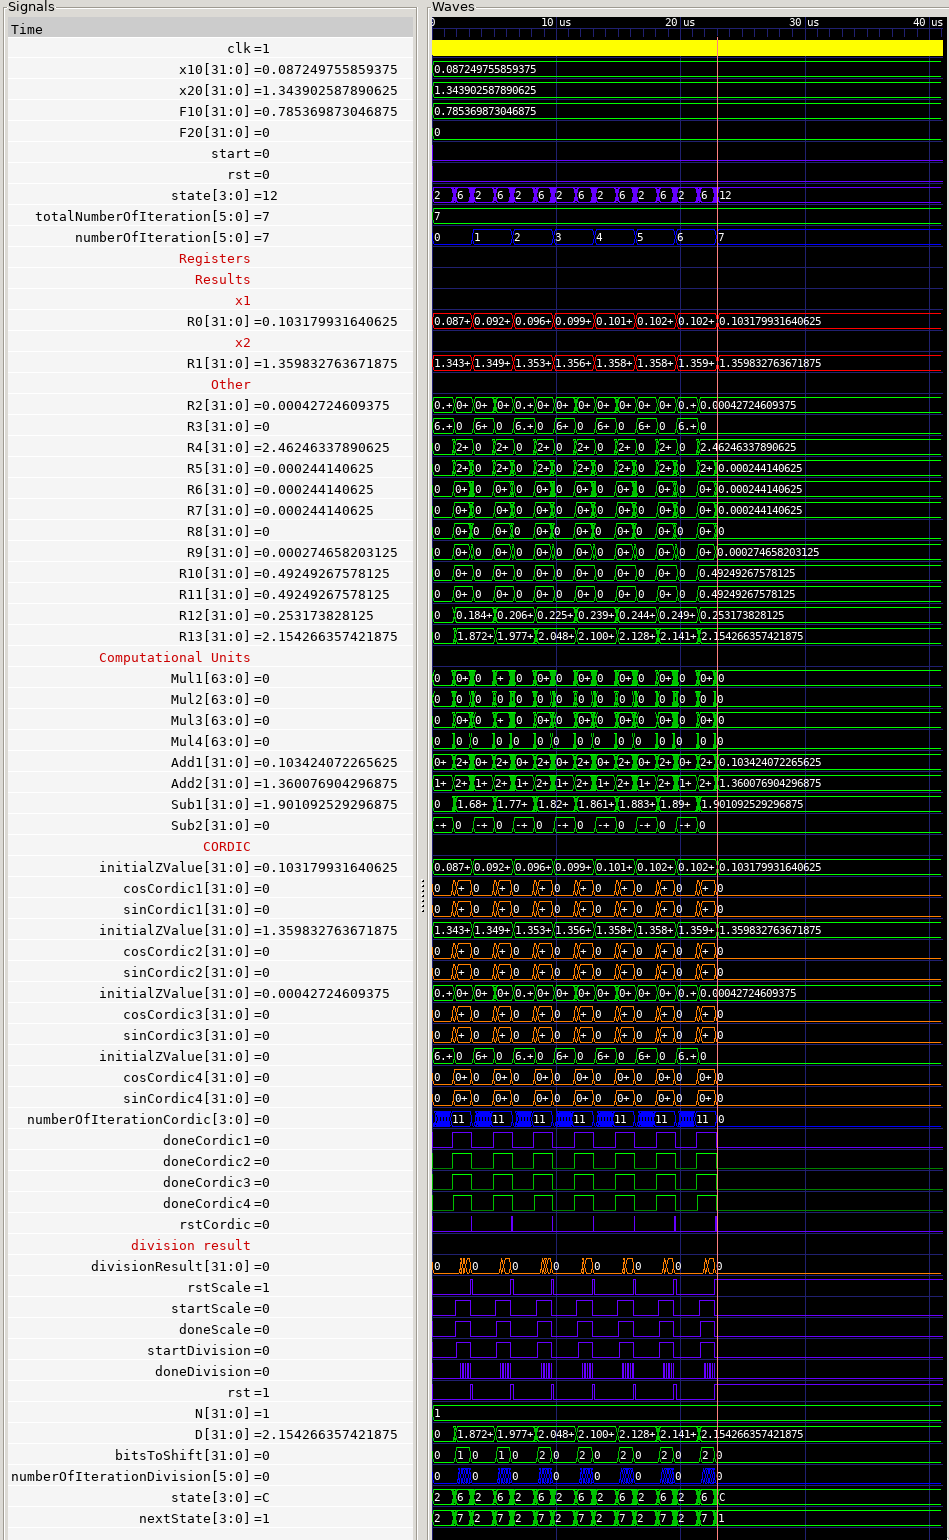 Signals Waves
Time 0 10 us 20 us 30 us 40 us
clk=1
x10[31:0]=0.087249755859375 0.087249755859375
x20[31:0]=1.343902587890625 1.343902587890625
F10[31:0]=0.785369873046875 0.785369873046875
F20[31:0]=0 0
start=0
rst=0
state[3:0]=12 2 6 2 6 2 6 2 6 2 6 2 6 2 6 12
totalNumberOfIteration[5:0]=7 7
numberOfIteration[5:0]=7 0 1 2 3 4 5 6 7
Registers
Results
x1
R0[31:0]=0.103179931640625 0.087+ 0.092+ 0.096+ 0.099+ 0.101+ 0.102+ 0.102+ 0.103179931640625
x2
R1[31:0]=1.359832763671875 1.343+ 1.349+ 1.353+ 1.356+ 1.358+ 1.358+ 1.359+ 1.359832763671875
Other
R2[31:0]=0.00042724609375 0.+ 0+ 0+ 0+ 0.+ 0+ 0+ 0+ 0+ 0+ 0+ 0+ 0.+ 0.00042724609375
R3[31:0]=0 6.+ 0 6+ 0 6.+ 0 6+ 0 6+ 0 6+ 0 6.+ 0
R4[31:0]=2.46246337890625 0 2+ 0 2+ 0 2+ 0 2+ 0 2+ 0 2+ 0 2.46246337890625
R5[31:0]=0.000244140625 0 2+ 0 2+ 0 2+ 0 2+ 0 2+ 0 2+ 0 2+ 0.000244140625
R6[31:0]=0.000244140625 0 0+ 0 0+ 0 0+ 0 0+ 0 0+ 0 0+ 0 0+ 0.000244140625
R7[31:0]=0.000244140625 0 0+ 0 0+ 0 0+ 0 0+ 0 0+ 0 0+ 0 0+ 0.000244140625
R8[31:0]=0 0 0+ 0 0+ 0 0+ 0 0+ 0 0+ 0 0+ 0 0+ 0
R9[31:0]=0.000274658203125 0 0+ 0 0+ 0 0+ 0 0+ 0 0+ 0 0+ 0 0+ 0.000274658203125
R10[31:0]=0.49249267578125 0 0+ 0 0+ 0 0+ 0 0+ 0 0+ 0 0+ 0 0.49249267578125
R11[31:0]=0.49249267578125 0 0+ 0 0+ 0 0+ 0 0+ 0 0+ 0 0+ 0 0.49249267578125
R12[31:0]=0.253173828125 0 0.184+ 0.206+ 0.225+ 0.239+ 0.244+ 0.249+ 0.253173828125
R13[31:0]=2.154266357421875 0 1.872+ 1.977+ 2.048+ 2.100+ 2.128+ 2.141+ 2.154266357421875
Computational Units
Mul1[63:0]=0 0 0+ 0 + 0 0+ 0 0+ 0 0+ 0 0+ 0 0+ 0
Mul2[63:0]=0 0 0 0 0 0 0 0 0 0 0 0 0 0 0 0
Mul3[63:0]=0 0 0+ 0 + 0 0+ 0 0+ 0 0+ 0 0+ 0 0+ 0
Mul4[63:0]=0 0 0 0 0 0 0 0 0 0 0 0 0 0 0 0
Add1[31:0]=0.103424072265625 0+ 2+ 0+ 2+ 0+ 2+ 0+ 2+ 0+ 2+ 0+ 2+ 0+ 2+ 0.103424072265625
Add2[31:0]=1.360076904296875 1+ 2+ 1+ 2+ 1+ 2+ 1+ 2+ 1+ 2+ 1+ 2+ 1+ 2+ 1.360076904296875
Sub1[31:0]=1.901092529296875 0 1.68+ 1.77+ 1.82+ 1.861+ 1.883+ 1.89+ 1.901092529296875
Sub2[31:0]=0 -+ 0 -+ 0 -+ 0 -+ 0 -+ 0 -+ 0 -+ 0
CORDIC
initialZValue[31:0]=0.103179931640625 0.087+ 0.092+ 0.096+ 0.099+ 0.101+ 0.102+ 0.102+ 0.103179931640625
cosCordic1[31:0]=0 0 + 0 + 0 + 0 + 0 + 0 + 0 + 0
sinCordic1[31:0]=0 0 + 0 + 0 + 0 + 0 + 0 + 0 + 0
initialZValue[31:0]=1.359832763671875 1.343+ 1.349+ 1.353+ 1.356+ 1.358+ 1.358+ 1.359+ 1.359832763671875
cosCordic2[31:0]=0 0 + 0 + 0 + 0 + 0 + 0 + 0 + 0
sinCordic2[31:0]=0 0 + 0 + 0 + 0 + 0 + 0 + 0 + 0
initialZValue[31:0]=0.00042724609375 0.+ 0+ 0+ 0+ 0.+ 0+ 0+ 0+ 0+ 0+ 0+ 0+ 0.+ 0.00042724609375
cosCordic3[31:0]=0 0 + 0 + 0 + 0 + 0 + 0 + 0 + 0
sinCordic3[31:0]=0 0 + 0 + 0 + 0 + 0 + 0 + 0 + 0
initialZValue[31:0]=0 6.+ 0 6+ 0 6.+ 0 6+ 0 6+ 0 6+ 0 6.+ 0
cosCordic4[31:0]=0 0 0+ 0 0+ 0 0+ 0 0+ 0 0+ 0 0+ 0 0+ 0
sinCordic4[31:0]=0 0 0+ 0 0+ 0 0+ 0 0+ 0 0+ 0 0+ 0 0+ 0
numberOfIterationCordic[3:0]=0 11 11 11 11 11 11 11 0
doneCordic1=0
doneCordic2=0
doneCordic3=0
doneCordic4=0
rstCordic=0
division result
divisionResult[31:0]=0 0 0 0 0 0 0 0 0
rstScale=1
startScale=0
doneScale=0
startDivision=0
doneDivision=0
rst=1
N[31:0]=1 1
D[31:0]=2.154266357421875 0 1.872+ 1.977+ 2.048+ 2.100+ 2.128+ 2.141+ 2.154266357421875
bitsToShift[31:0]=0 0 1 0 1 0 2 0 2 0 2 0 2 0 2 0
numberOfIterationDivision[5:0]=0 0 0 0 0 0 0 0 0
state[3:0]=C 2 6 2 6 2 6 2 6 2 6 2 6 2 6 C
nextState[3:0]=1 2 7 2 7 2 7 2 7 2 7 2 7 2 7 1